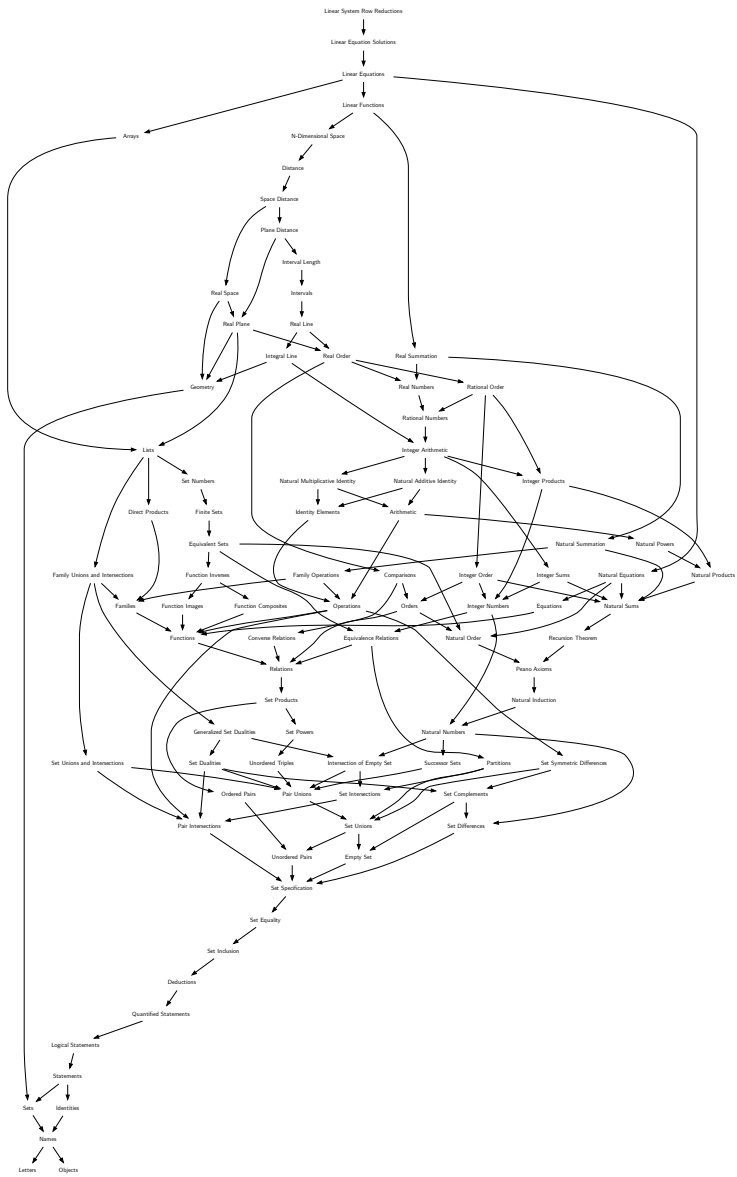 Linear System Row Reductions
Linear Equation Solutions
Linear Equations
Linear Functions
Arrays
N-Dimensional Space
Distance
Space Distance
Plane Distance
Interval Length
Real Space
Intervals
Real Plane
Real Line
Integral Line
Real Order
Real Summation
Geometry
Real Numbers
Rational Order
Rational Numbers
Lists
Integer Arithmetic
Set Numbers
Natural Multiplicative Identity
Natural Additive Identity
Integer Products
Direct Products
Finite Sets
Identity Elements
Arithmetic
Equivalent Sets
Natural Summation
Natural Powers
Family Unions and Intersections
Function Inverses
Family Operations
Comparisons
Integer Order
Integer Sums
Natural Equations
Natural Products
Families
Function Images
Function Composites
Operations
Orders
Integer Numbers
Equations
Natural Sums
Functions
Converse Relations
Equivalence Relations
Natural Order
Recursion Theorem
Relations
Peano Axioms
Set Products
Natural Induction
Generalized Set Dualities
Set Powers
Natural Numbers
Set Unions and Intersections
Set Dualities
Unordered Triples
Intersection of Empty Set
Successor Sets
Partitions
Set Symmetric Differences
Ordered Pairs
Pair Unions
Set Intersections
Set Complements
Pair Intersections
Set Unions
Set Differences
Unordered Pairs
Empty Set
Set Specification
Set Equality
Set Inclusion
Deductions
Quantified Statements
Logical Statements
Statements
Sets
Identities
Names
Letters
Objects